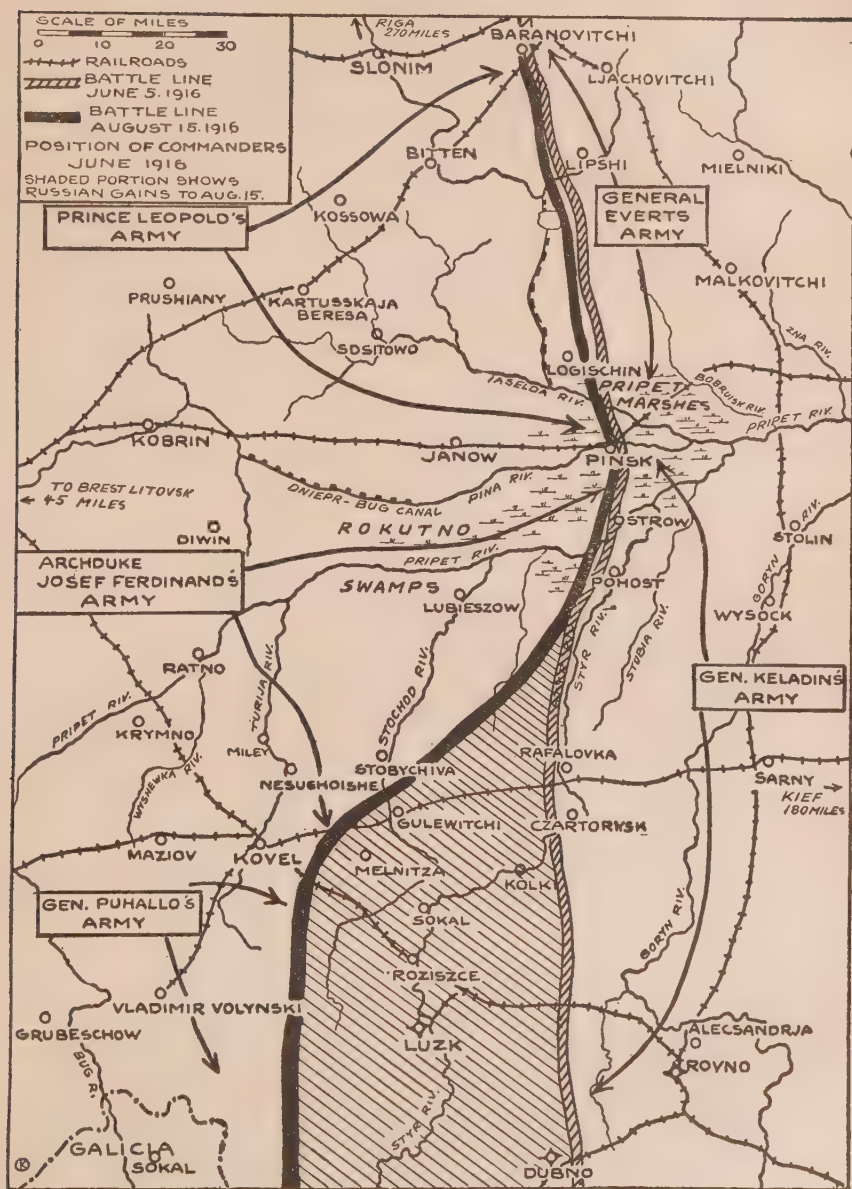 SCALE OF MILES
0 10 20 30
RAILROADS
BATTLE LINE
JUNE 5. 1916
BATTLE LINE
AUGUST 15. 1916
POSITION OF COMMANDERS
JUNE 1916
SHADED PORTION SHOWS
RUSSIAN GAINS TO AUG. 15.
RIGA
270 MILES
BARANOVITCHI
SLONIM
LJACHOVITCHI
BITTEN
LIPSHI
MIELNIKI
KOSSOWA
PRINCE LEOPOLD'S
ARMY
GENERAL
EVERTS
ARMY
PRUSHIANY
KARTUSSKAJA
BERESA
MALKOVITCHI
SDSITOWO
ZNA RIV.
LOGISCHIN
IASELDA RIV.
PRIPET
MARSHES
BOBRUISK RIV.
PRIPET RIV.
KOBRIN
JANOW
PINSK
TO BREST LITOVSK
45 MILES
DNIEPR-BUG CANAL
PINA RIV.
DIWIN
ROKUTNO
OSTROW
STOLIN
ARCHDUKE
JOSEF FERDINAND'S
ARMY
PRIPET RIV.
SWAMPS
LUBIESZOW
POHOST
WYSOCK
GORYN RIV.
STYR RIV.
STUBIA RIV.
RATNO
PRIPET RIV.
KRYMNO
TURIJA RIV.
STOCHOD RIV.
GEN. KELADIN'S
ARMY
WYSHEWKA RIV.
MILEY
NESUCHOISHE
STOBYCHIVA
RAFALOVKA
SARNY
KIEF
180 MILES
GULEWITCHI
CZARTORYSK
MAZIOV
KOVEL
MELNITZA
KOLKI
GEN. PUHALLO'S
ARMY
SOKAL
GORYN RIV.
ROZISZCE
VLADIMIR VOLYNSKI
GRUBESCHOW
LUZK
ALECSANDRJA
ROVNO
BUG R.
STYR RIV.
GALICIA
SOKAL
DUBNO
K